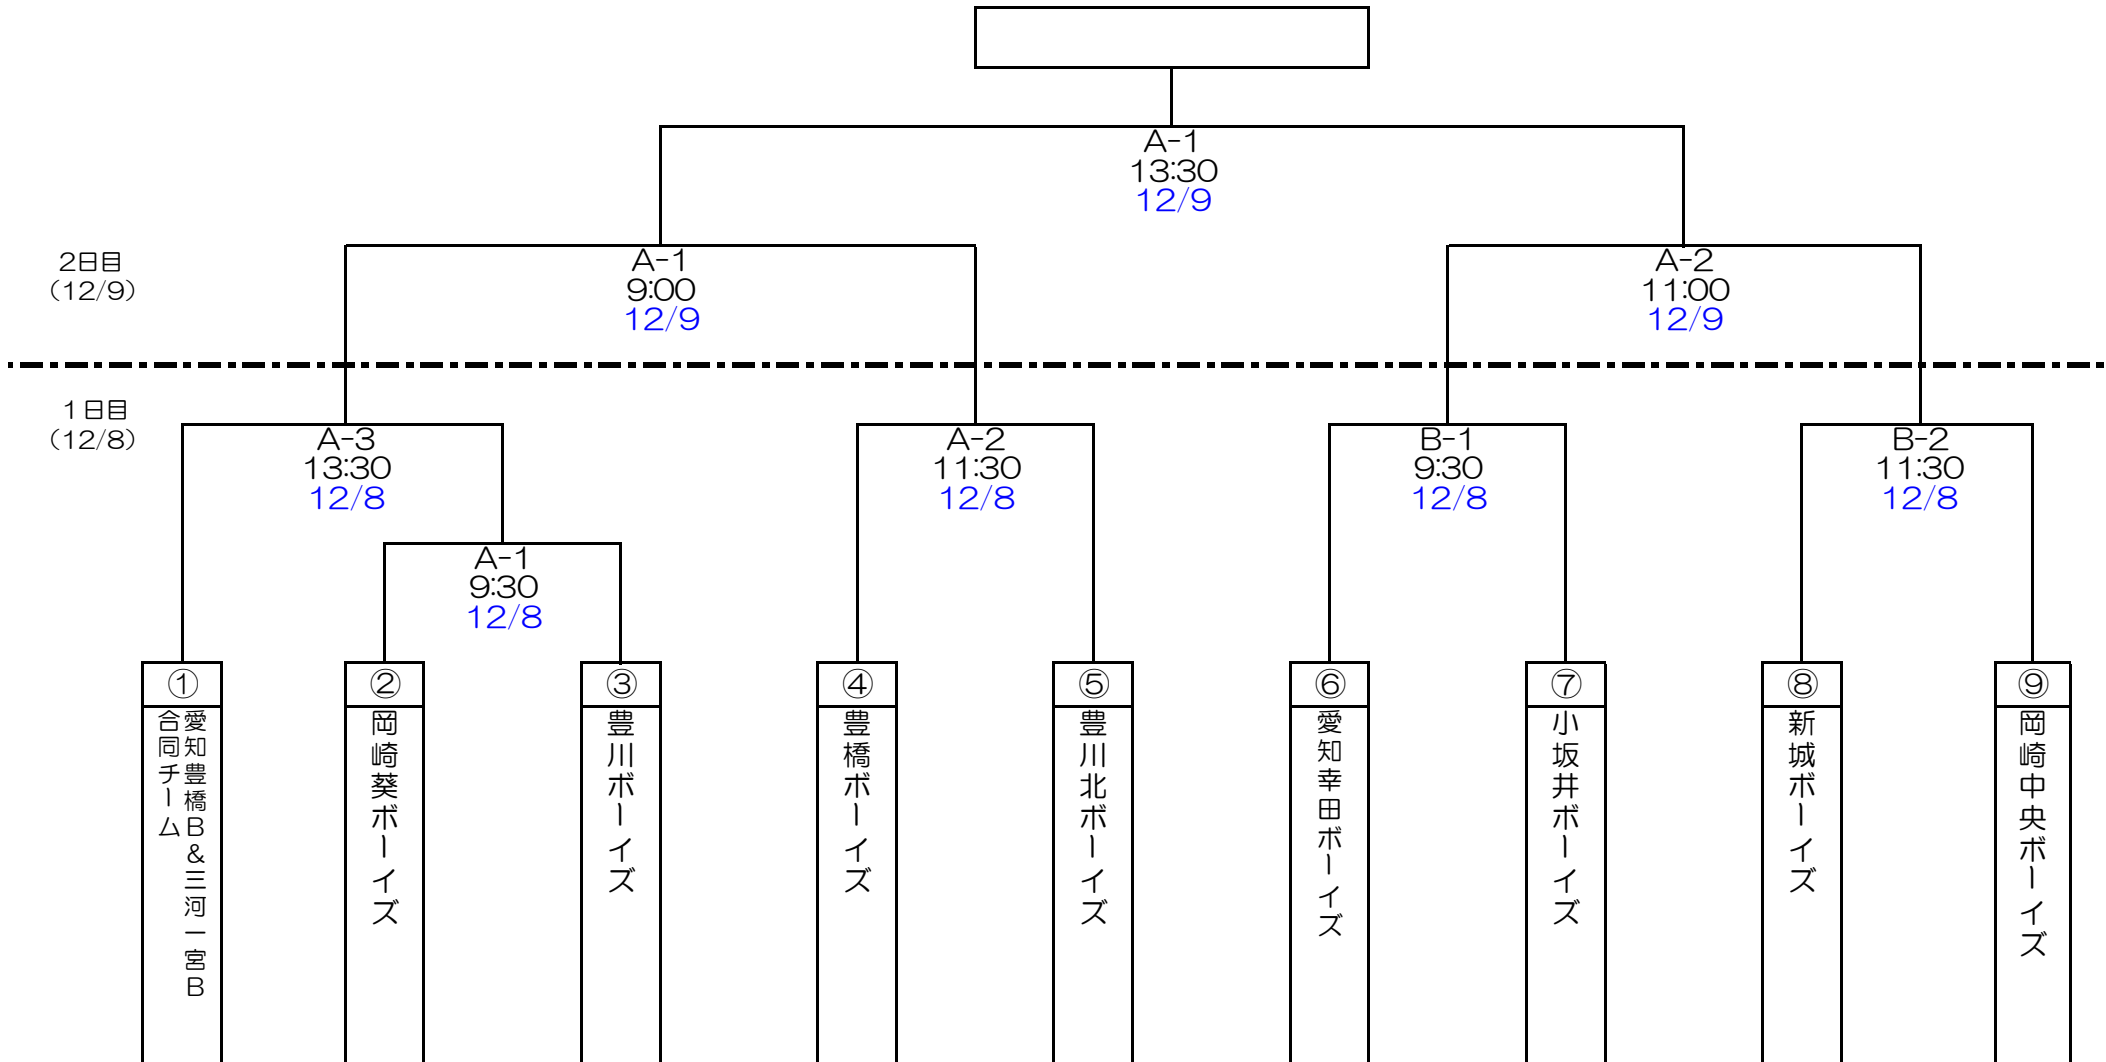 A-1
13:30
12/9
2日目
(12/9)
A-1
9:00
12/9
A-2
11:00
12/9
1日目
(12/8)
A-3
13:30
12/8
A-2
11:30
12/8
B-1
9:30
12/8
B-2
11:30
12/8
A-1
9:30
12/8
①
愛知豊橋B&三河一宮B
合同チーム
②
岡崎葵ボーイズ
③
豊川ボーイズ
④
豊橋ボーイズ
⑤
豊川北ボーイズ
⑥
愛知幸田ボーイズ
⑦
小坂井ボーイズ
⑧
新城ボーイズ
⑨
岡崎中央ボーイズ